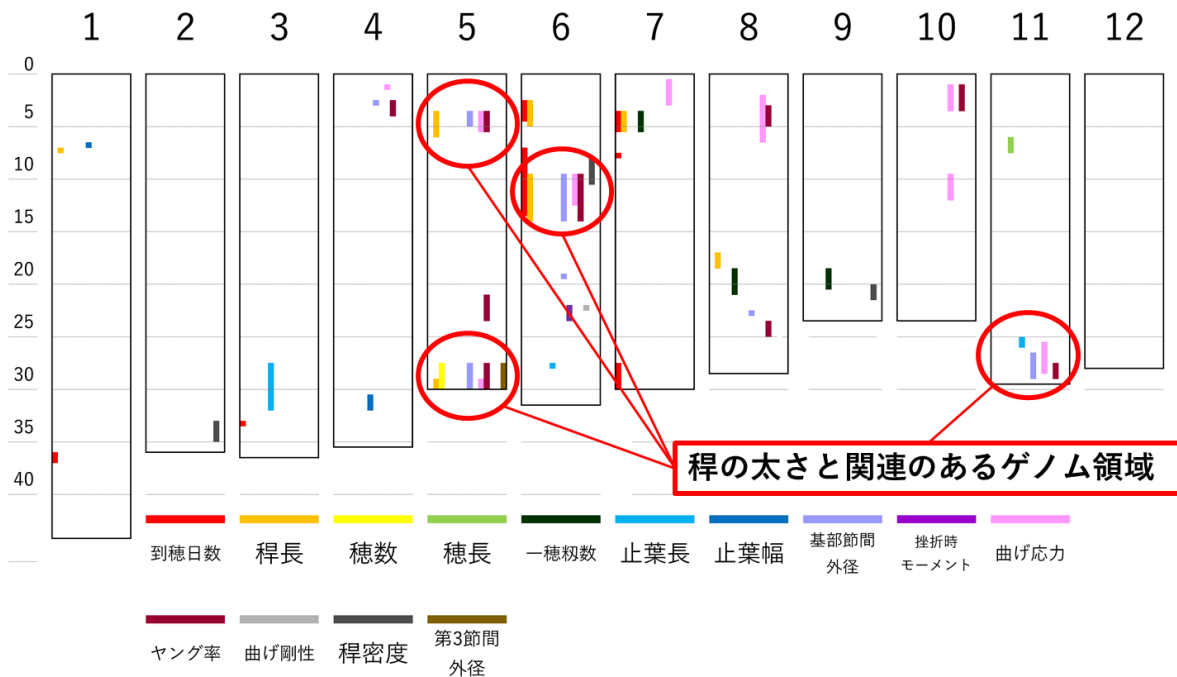 1 2 3 4 5 6 7 8 9 10 11 12
0
5
10
15
20
25
30
35
40
稈の太さと関連のあるゲノム領域
到穂日数 稈長 穂数 穂長 一穂籾数 止葉長 止葉幅 基部節間 挫折時 曲げ応力
外径 モーメント
ヤング率 曲げ剛性 稈密度 第3節間
外径